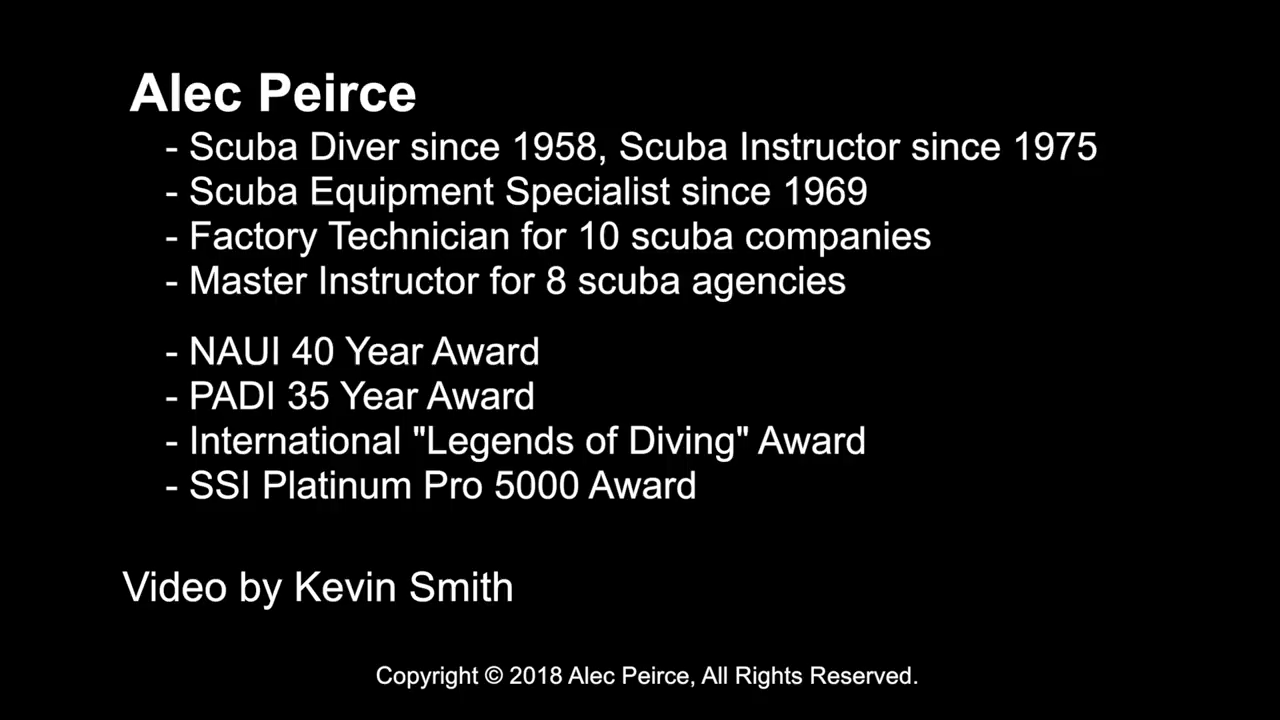 Alec Peirce
- Scuba Diver since 1958, Scuba Instructor since 1975
- Scuba Equipment Specialist since 1969
- Factory Technician for 10 scuba companies
- Master Instructor for 8 scuba agencies
- NAUI 40 Year Award
- PADI 35 Year Award
- International "Legends of Diving" Award
- SSI Platinum Pro 5000 Award
Video by Kevin Smith
Copyright © 2018 Alec Peirce, All Rights Reserved.